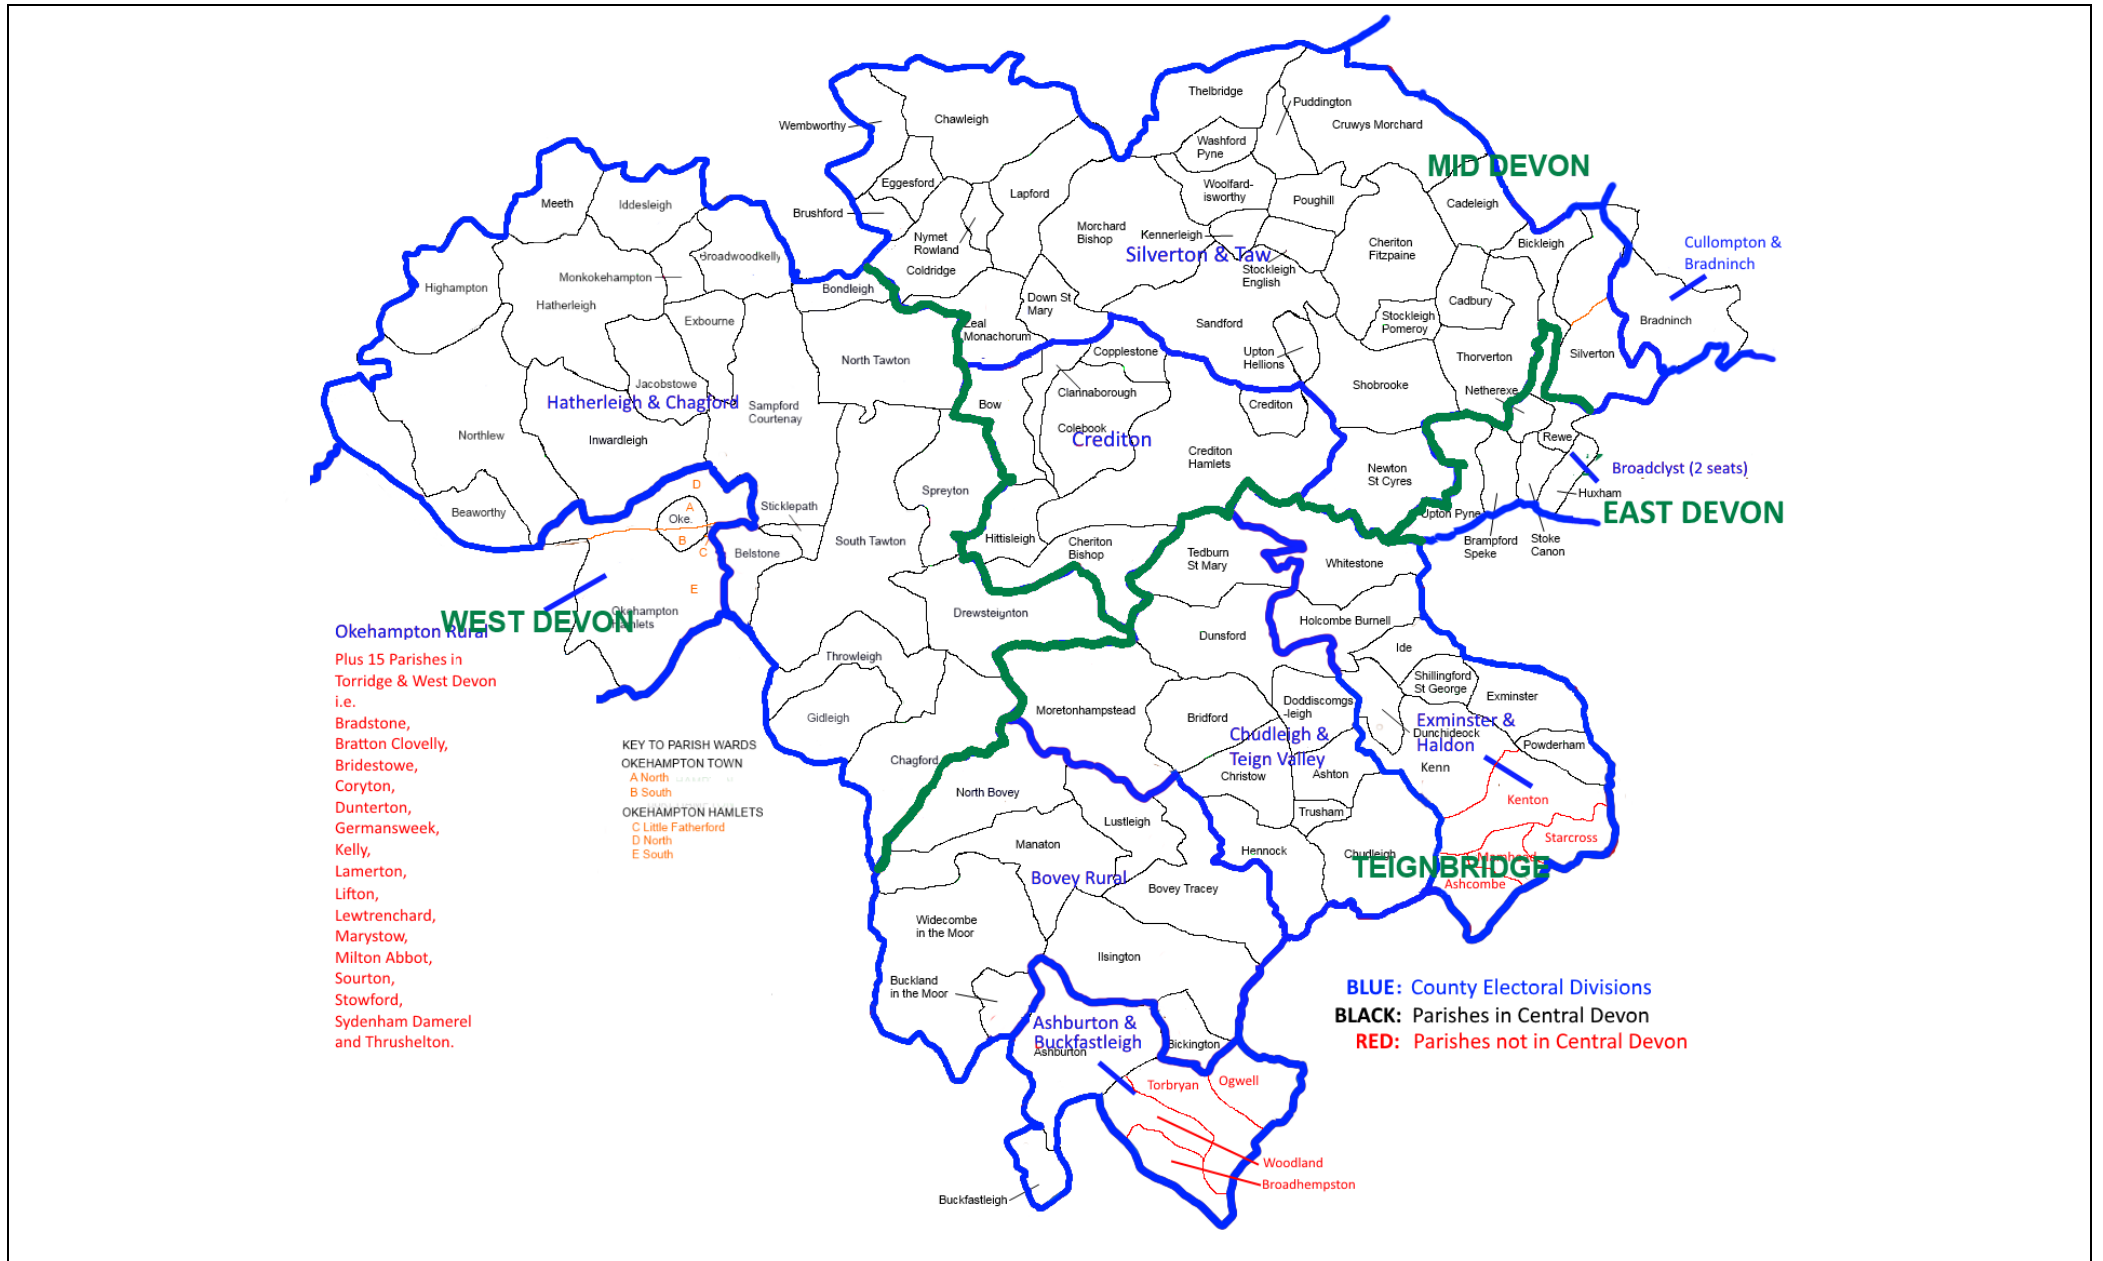 Thelbridge
Puddington
Cruwys Morchard
Wembworthy
Chawleigh
Washford
Pyne
MID DEVON
Eggesford
Lapford
Woolfard-
isworthy
Poughill
Cadeleigh
Meeth
Iddesleigh
Brushford
Morchard
Bishop
Kennerleigh
Nymet
Rowland
Cheriton
Fitzpaine
Bickleigh
Cullompton &
Bradninch
Silverton & Taw
Broadwoodkelly
Monkokehampton
Coldridge
Stockleigh
English
Highampton
Hatherleigh
Bondleigh
Down St
Mary
Cadbury
Exbourne
Leal
Monachorum
Sandford
Stockleigh
Pomeroy
Bradninch
North Tawton
Copplestone
Upton
Hellions
Thorverton
Silverton
Jacobstowe
Clannaborough
Shobrooke
Netherexe
Hatherleigh & Chagford
Sampford
Courtenay
Bow
Crediton
Colebook
Crediton
Northlew
Inwardleigh
Rewe
Crediton
Hamlets
Newton
St Cyres
Broadclyst (2 seats)
D
Spreyton
Huxham
A
Sticklepath
Beaworthy
Oke.
Upton Pyne
EAST DEVON
B
C
Belstone
South Tawton
Hittisleigh
Cheriton
Bishop
Brampford
Speke
Stoke
Canon
Tedburn
St Mary
Whitestone
E
Okehampton
Hamlets
WEST DEVON
Drewsteignton
Okehampton Rural
Dunsford
Holcombe Burnell
Ide
Plus 15 Parishes in
Torridge & West Devon
i.e.
Bradstone,
Bratton Clovelly,
Bridestowe,
Coryton,
Dunterton,
Germansweek,
Kelly,
Lamerton,
Lifton,
Lewtrenchard,
Marystow,
Milton Abbot,
Sourton,
Stowford,
Sydenham Damerel
and Thrushelton.
Throwleigh
Gidleigh
Shillingford
St George
Exminster
Moretonhampstead
Bridford
Doddiscomgs
-leigh
Exminster &
Haldon
Dunchideock
Chudleigh &
Teign Valley
Powderham
KEY TO PARISH WARDS
OKEHAMPTON TOWN
A North
B South
OKEHAMPTON HAMLETS
C Little Fatherford
D North
E South
Chagford
Christow
Ashton
Kenn
North Bovey
Kenton
Lustleigh
Trusham
Starcross
Manaton
Hennock
Chudleigh
Mamhead
TEIGNBRIDGE
Bovey Rural
Bovey Tracey
Ashcombe
Widecombe
in the Moor
Ilsington
Buckland
in the Moor
BLUE: County Electoral Divisions
BLACK: Parishes in Central Devon
RED: Parishes not in Central Devon
Ashburton &
Buckfastleigh
Ashburton
Bickington
Torbryan
Ogwell
Woodland
Broadhempston
Buckfastleigh